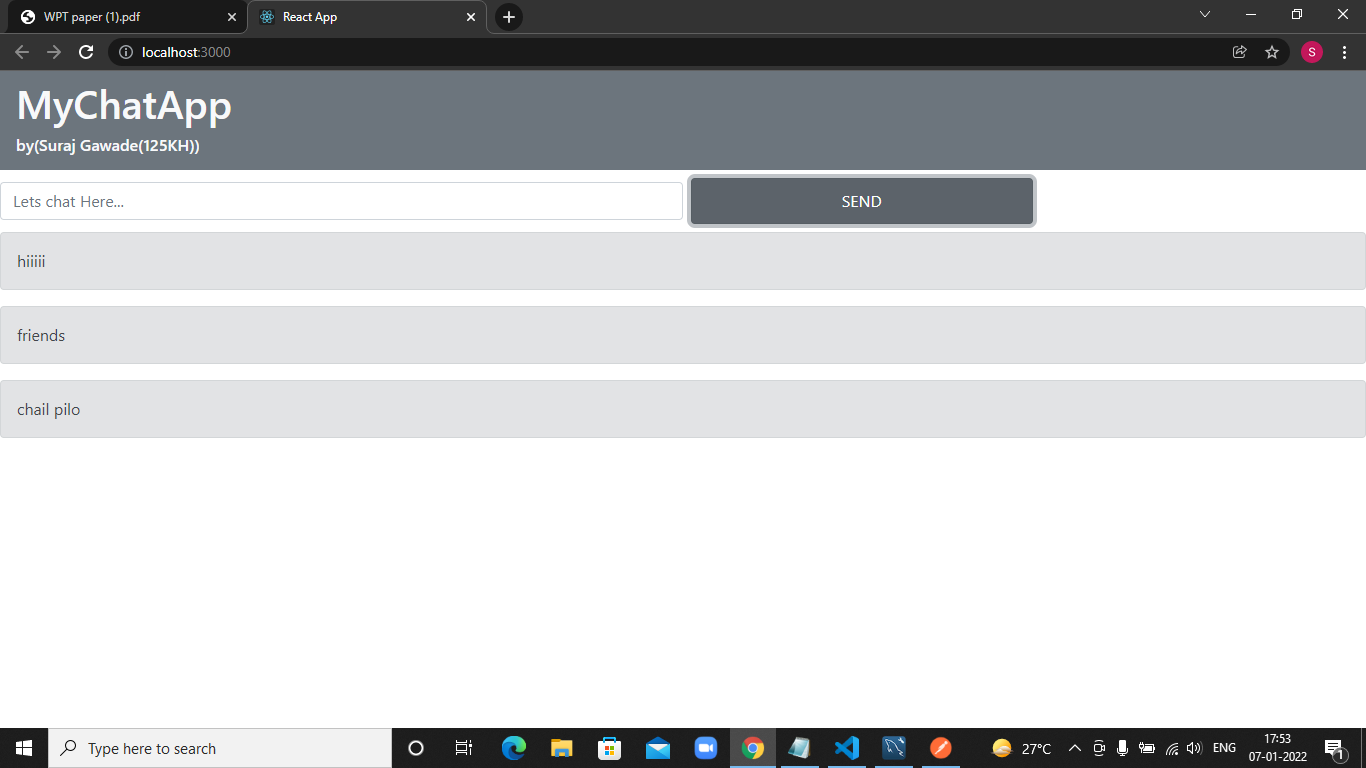 WPT paper (1).pdf
React App
localhost:3000
S
MyChatApp
by(Suraj Gawade(125KH))
Lets chat Here...
SEND
hiiiii
friends
chail pilo
Type here to search
27°C
ENG
17:53
07-01-2022
1